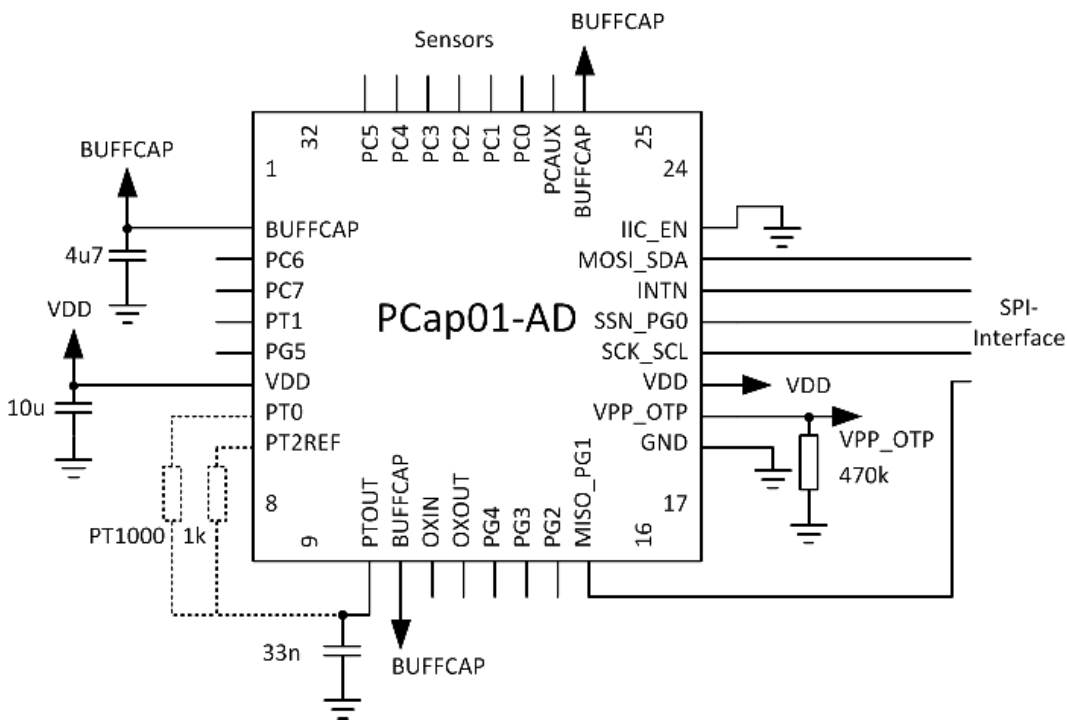 BUFFCAP
Sensors
32
PC5
PC4
PC3
PC2
PC1
PC0
PCAUX
BUFFCAP
25
BUFFCAP
1
24
BUFFCAP
IIC_EN
4u7
PC6
MOSI_SDA
VDD
PC7
INTN
PCap01-AD
PT1
SSN_PG0
SPI-
Interface
PG5
SCK_SCL
VDD
VDD
VDD
10u
PT0
VPP_OTP
PT2REF
GND
VPP_OTP
470k
8
17
PT1000
1k
9
PTOUT
BUFFCAP
OXIN
OXOUT
PG4
PG3
PG2
MISO_PG1
16
33n
BUFFCAP